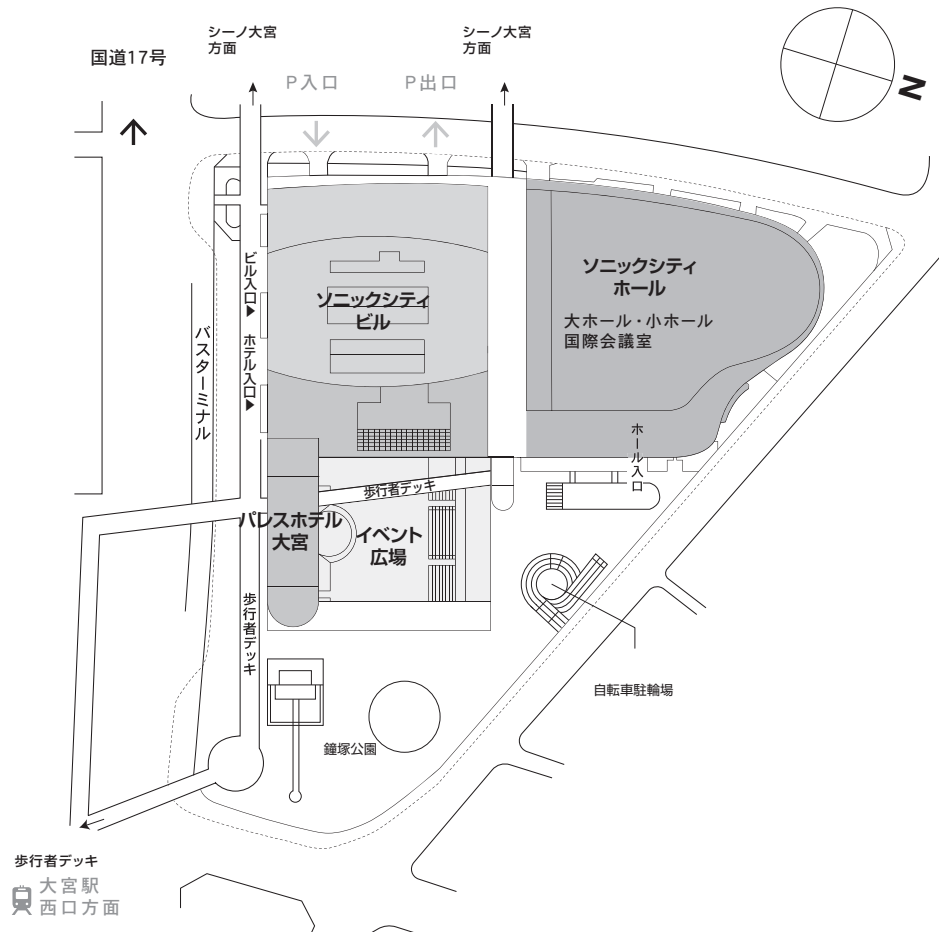 シーノ大宮
方面
シーノ大宮
方面
国道17号
P入口
P出口
N
ビル入口▶
ホテル入口▶
バスターミナル
ソニックシティ
ビル
ソニックシティ
ホール
大ホール・小ホール
国際会議室
ホール入口
歩行者デッキ
パレスホテル
大宮
イベント
広場
歩行者デッキ
自転車駐輪場
鐘塚公園
歩行者デッキ
大宮駅
西口方面